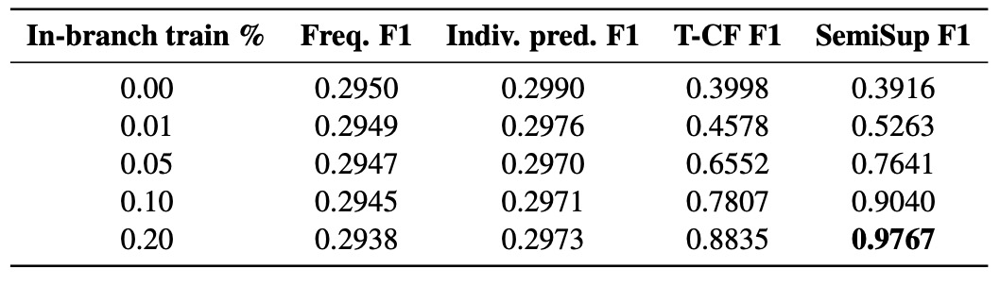 In-branch train % Freq. F1 Indiv. pred. F1 T-CF F1 SemiSup F1
0.00 0.2950 0.2990 0.3998 0.3916
0.01 0.2949 0.2976 0.4578 0.5263
0.05 0.2947 0.2970 0.6552 0.7641
0.10 0.2945 0.2971 0.7807 0.9040
0.20 0.2938 0.2973 0.8835 0.9767